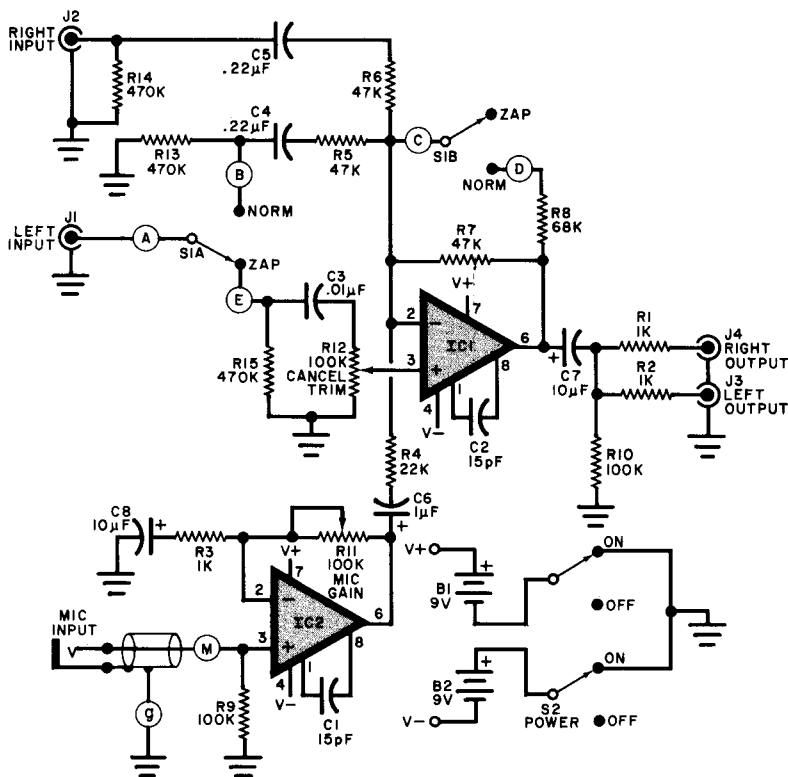 J2
RIGHT
INPUT
C5
.22µF
R14
470K
R6
47K
C4
.22µF
R13
470K
R5
47K
B
NORM
C
S1B
ZAP
NORM
D
R8
68K
J1
LEFT
INPUT
A
S1A
ZAP
E
C3
.01µF
R7
47K
V+
7
2
−
IC1
3
+
6
1
8
4
V−
C2
15pF
R15
470K
R12
100K
CANCEL
TRIM
+
C7
10µF
R1
1K
J4
RIGHT
OUTPUT
R2
1K
J3
LEFT
OUTPUT
R10
100K
R4
22K
C6
1µF
+
C8
10µF
+
R3
1K
V+
7
R11
100K
MIC
GAIN
2
−
IC2
3
+
6
1
8
4
V−
C1
15pF
MIC
INPUT
M
g
R9
100K
V+
+
B1
9V
ON
OFF
+
B2
9V
V−
ON
S2
POWER
OFF